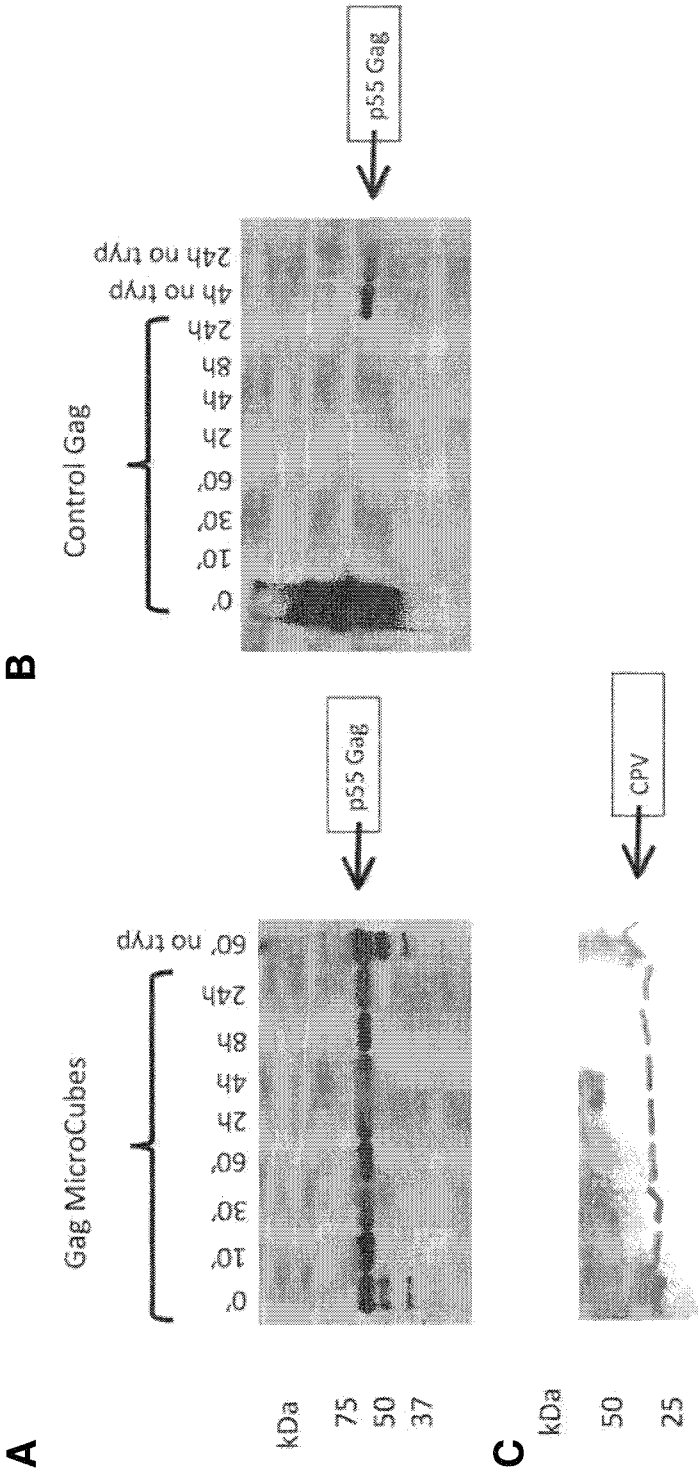 A
Gag MicroCubes
0'
10'
30'
60'
2h
4h
8h
24h
60' no tryp
kDa
75
50
37
p55 Gag
B
Control Gag
0'
10'
30'
60'
2h
4h
8h
24h
4h no tryp
24h no tryp
p55 Gag
C
kDa
50
25
CPV